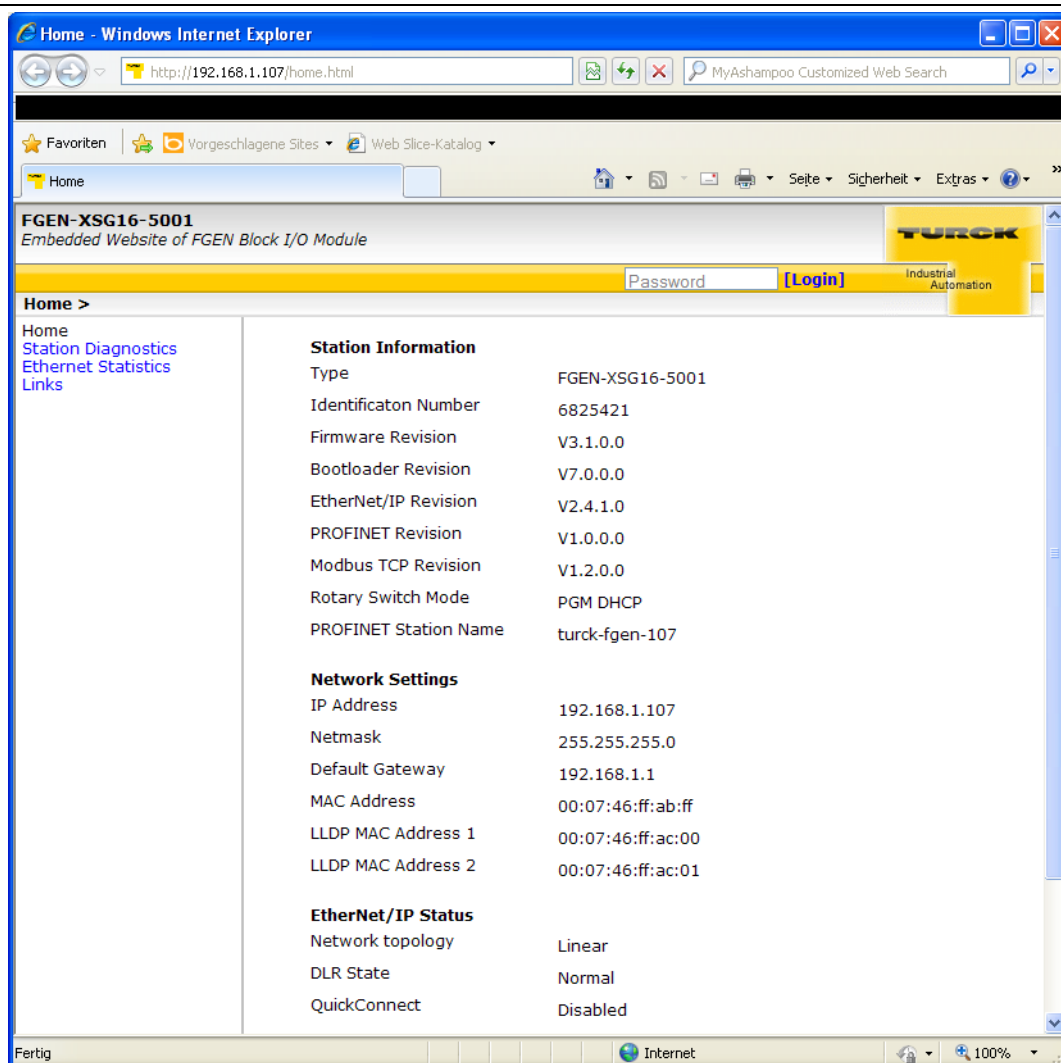 Home - Windows Internet Explorer
http://192.168.1.107/home.html
MyAshampoo Customized Web Search
Favoriten
Vorgeschlagene Sites
Web Slice-Katalog
Home
Seite
Sicherheit
Extras
»
FGEN-XSG16-5001
Embedded Website of FGEN Block I/O Module
TURCK
Industrial
Automation
Password [Login]
Home >
Home
Station Diagnostics
Ethernet Statistics
Links
Station Information
Type FGEN-XSG16-5001
Identificaton Number 6825421
Firmware Revision V3.1.0.0
Bootloader Revision V7.0.0.0
EtherNet/IP Revision V2.4.1.0
PROFINET Revision V1.0.0.0
Modbus TCP Revision V1.2.0.0
Rotary Switch Mode PGM DHCP
PROFINET Station Name turck-fgen-107
Network Settings
IP Address 192.168.1.107
Netmask 255.255.255.0
Default Gateway 192.168.1.1
MAC Address 00:07:46:ff:ab:ff
LLDP MAC Address 1 00:07:46:ff:ac:00
LLDP MAC Address 2 00:07:46:ff:ac:01
EtherNet/IP Status
Network topology Linear
DLR State Normal
QuickConnect Disabled
Fertig
Internet
100%